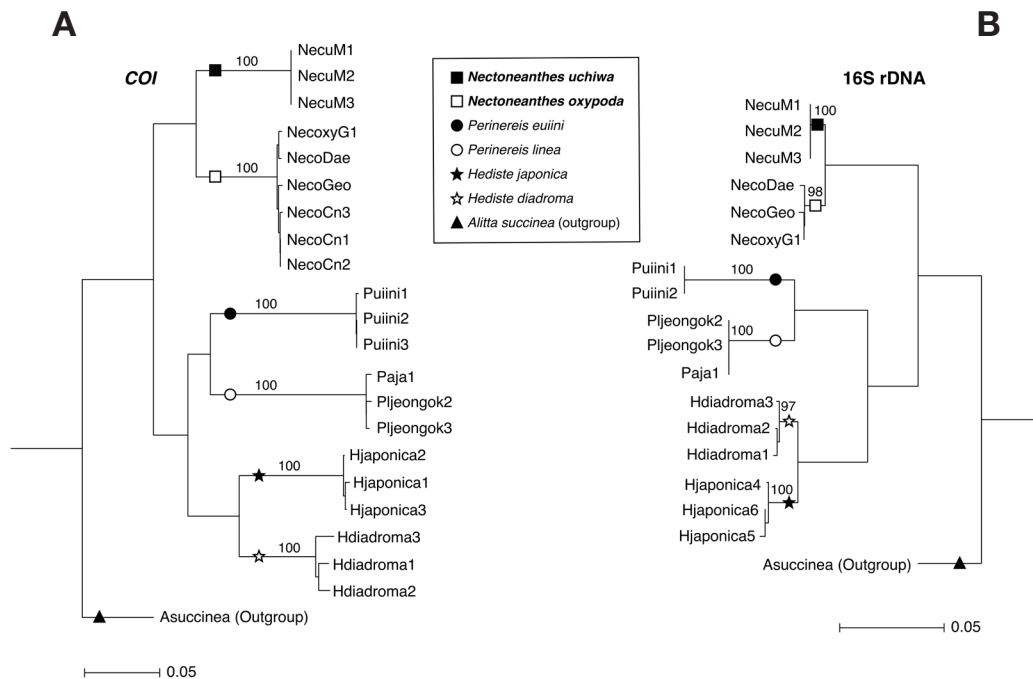 A
B
COI
16S rDNA
100
NecuM1
NecuM2
NecuM3
100
NecoxyG1
NecoDae
NecoGeo
NecoCn3
NecoCn1
NecoCn2
100
Puiini1
Puiini2
Puiini3
100
Paja1
Pljeongok2
Pljeongok3
100
Hjaponica2
Hjaponica1
Hjaponica3
100
Hdiadroma3
Hdiadroma1
Hdiadroma2
Asuccinea (Outgroup)
0.05
Nectoneanthes uchiwa
Nectoneanthes oxypoda
Perinereis euiini
Perinereis linea
Hediste japonica
Hediste diadroma
Alitta succinea (outgroup)
NecuM1
100
NecuM2
NecuM3
NecoDae
98
NecoGeo
NecoxyG1
Puiini1
100
Puiini2
Pljeongok2
100
Pljeongok3
Paja1
Hdiadroma3
97
Hdiadroma2
Hdiadroma1
Hjaponica4
100
Hjaponica6
Hjaponica5
Asuccinea (Outgroup)
0.05